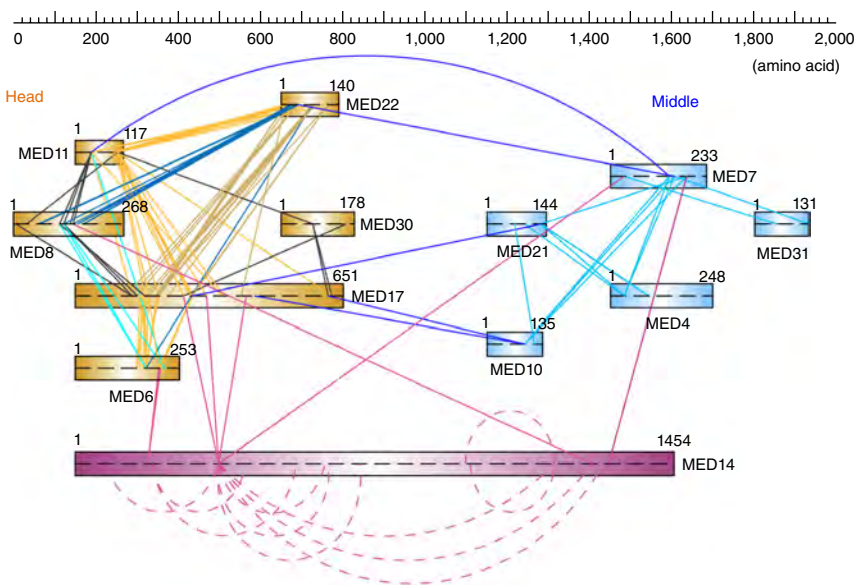 0 200 400 600 800 1,000 1,200 1,400 1,600 1,800 2,000
(amino acid)
Head
Middle
1 140
MED22
1 117
MED11
1 233
MED7
1 268
MED8
1 178
MED30
1 144
MED21
1 131
MED31
1 651
MED17
1 248
MED4
1 135
MED10
1 253
MED6
1 1454
MED14